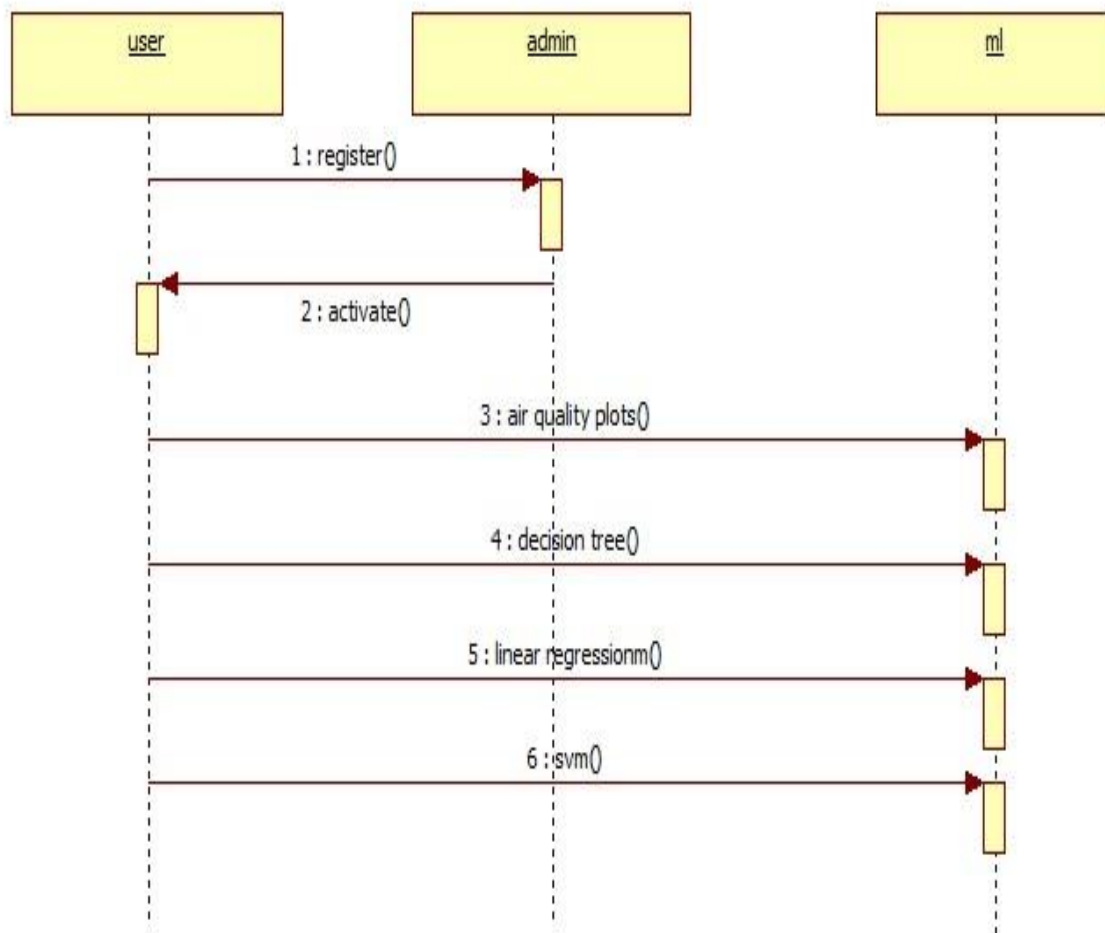 user
admin
ml
1 : register()
2 : activate()
3 : air quality plots()
4 : decision tree()
5 : linear regressionm()
6 : svm()